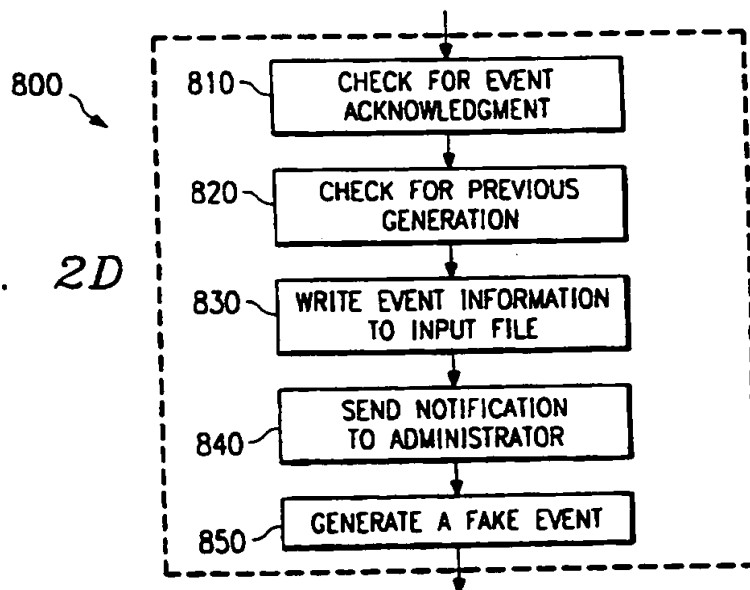 800
810
CHECK FOR EVENT
ACKNOWLEDGMENT
820
CHECK FOR PREVIOUS
GENERATION
. 2D
830
WRITE EVENT INFORMATION
TO INPUT FILE
840
SEND NOTIFICATION
TO ADMINISTRATOR
850
GENERATE A FAKE EVENT